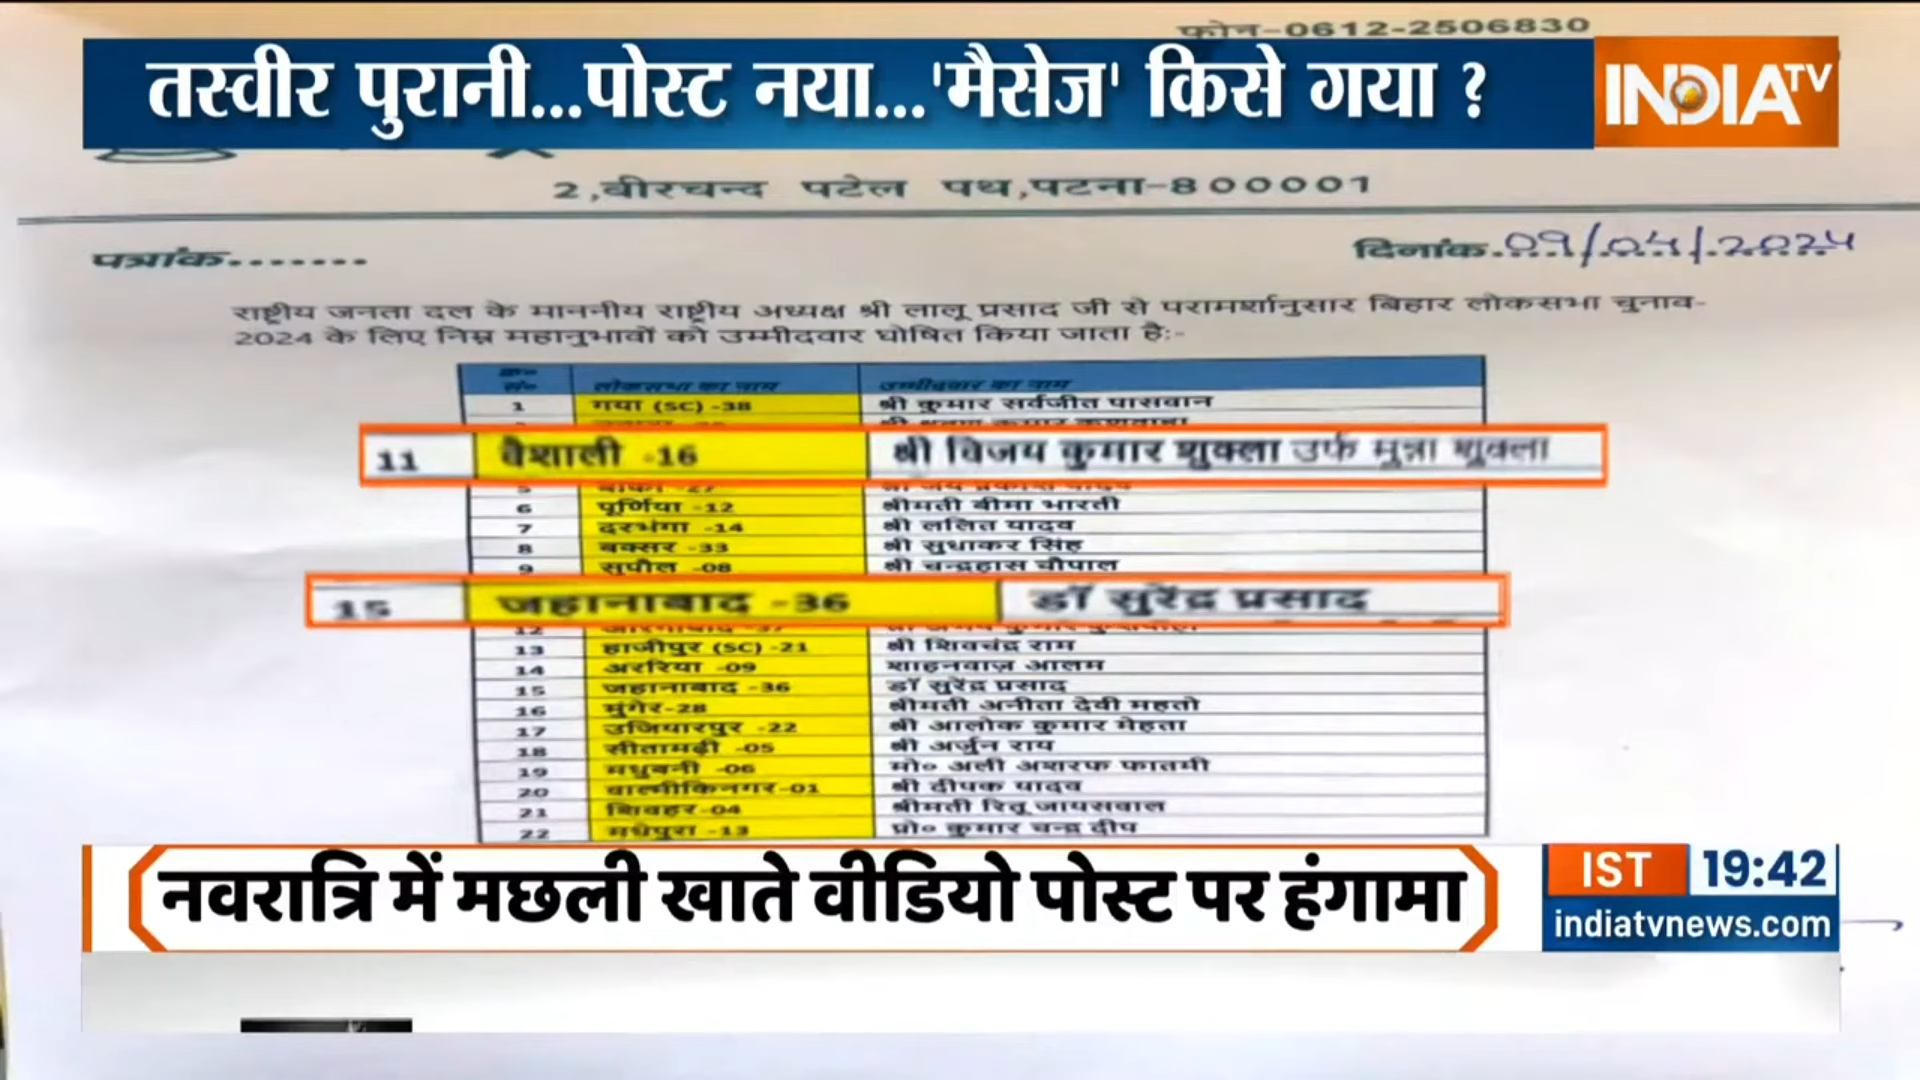 फोन-0612-2506830
तस्वीर पुरानी...पोस्ट नया...'मैसेज' किसे गया ?
INDIA TV
2,बीरचन्द पटेल पथ,पटना-800001
पत्रांक.......
दिनांक.09/04/2024
राष्ट्रीय जनता दल के माननीय राष्ट्रीय अध्यक्ष श्री लालू प्रसाद जी से परामर्शानुसार बिहार लोकसभा चुनाव-
2024 के लिए निम्न महानुभावों को उम्मीदवार घोषित किया जाता है:-
क्र० सं० लोकसभा का नाम उम्मीदवार का नाम
1 गया (SC) -38 श्री कुमार सर्वजीत पासवान
11 वैशाली -16 श्री विजय कुमार शुक्ला उर्फ मुन्ना शुक्ला
6 पूर्णिया -12 श्रीमती बीमा भारती
7 दरभंगा -14 श्री ललित यादव
8 बक्सर -33 श्री सुधाकर सिंह
9 सुपौल -08 श्री चन्द्रहास चौपाल
15 जहानाबाद -36 डॉ सुरेंद्र प्रसाद
13 हाजीपुर (SC) -21 श्री शिवचंद्र राम
14 अररिया -09 शाहनवाज़ आलम
15 जहानाबाद -36 डॉ सुरेंद्र प्रसाद
16 मुंगेर-28 श्रीमती अनीता देवी महतो
17 उजियारपुर -22 श्री आलोक कुमार मेहता
18 सीतामढ़ी -05 श्री अर्जुन राय
19 मधुबनी -06 मो० अली अशरफ फातमी
20 वाल्मीकिनगर-01 श्री दीपक यादव
21 शिवहर-04 श्रीमती रितू जायसवाल
22 मधेपुरा -13 प्रो० कुमार चन्द्र दीप
नवरात्रि में मछली खाते वीडियो पोस्ट पर हंगामा
IST 19:42
indiatvnews.com